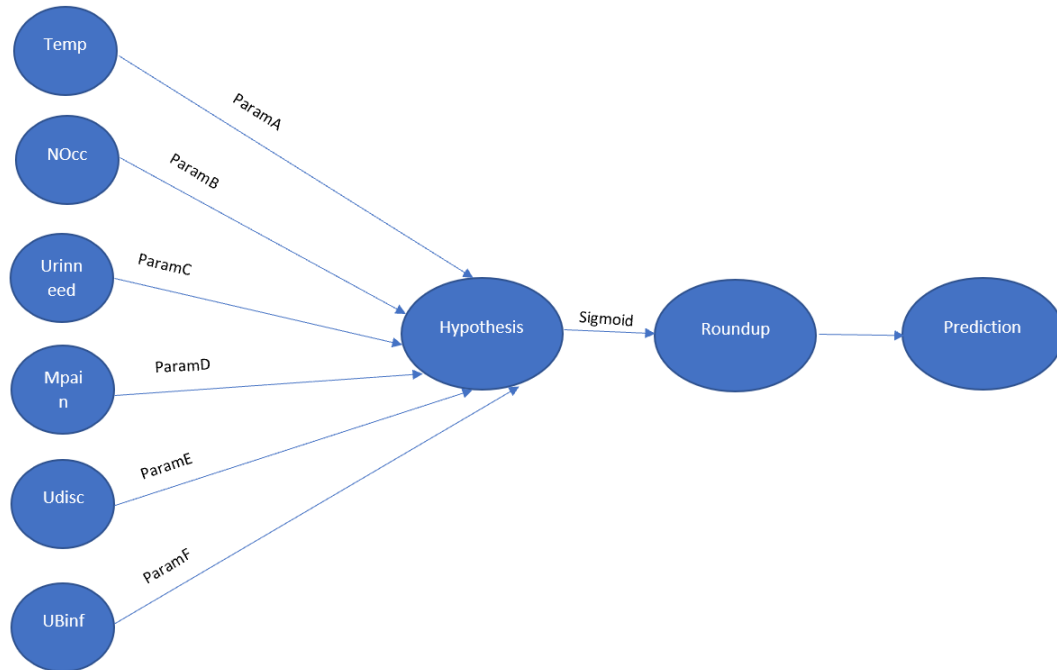 Temp
ParamA
NOcc
ParamB
Urinn
eed
ParamC
Hypothesis
Sigmoid
Roundup
Prediction
Mpai
n
ParamD
Udisc
ParamE
UBinf
ParamF